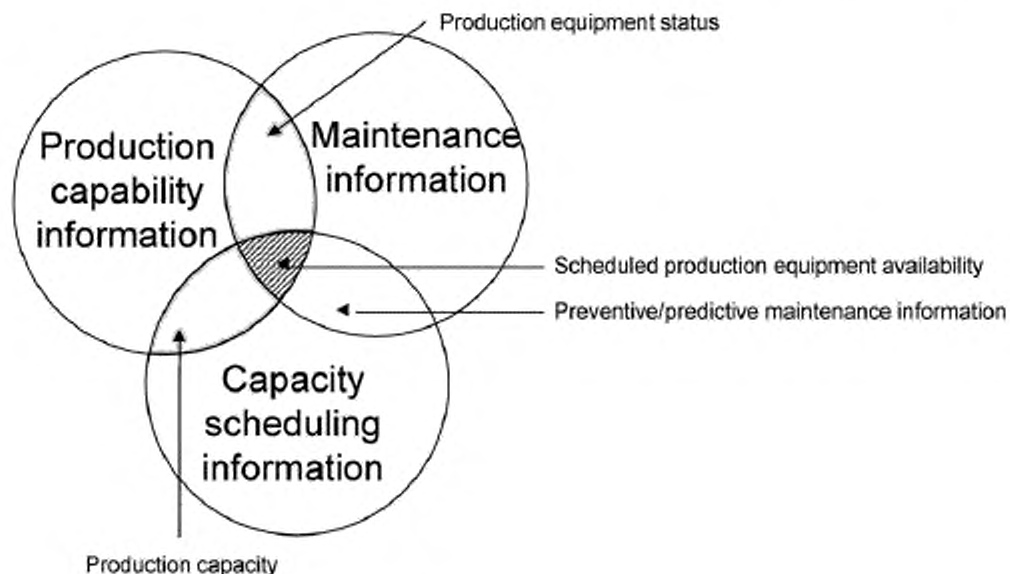 Production equipment status
Production
capability
information
Maintenance
information
Scheduled production equipment availability
Preventive/predictive maintenance information
Capacity
scheduling
information
Production capacity